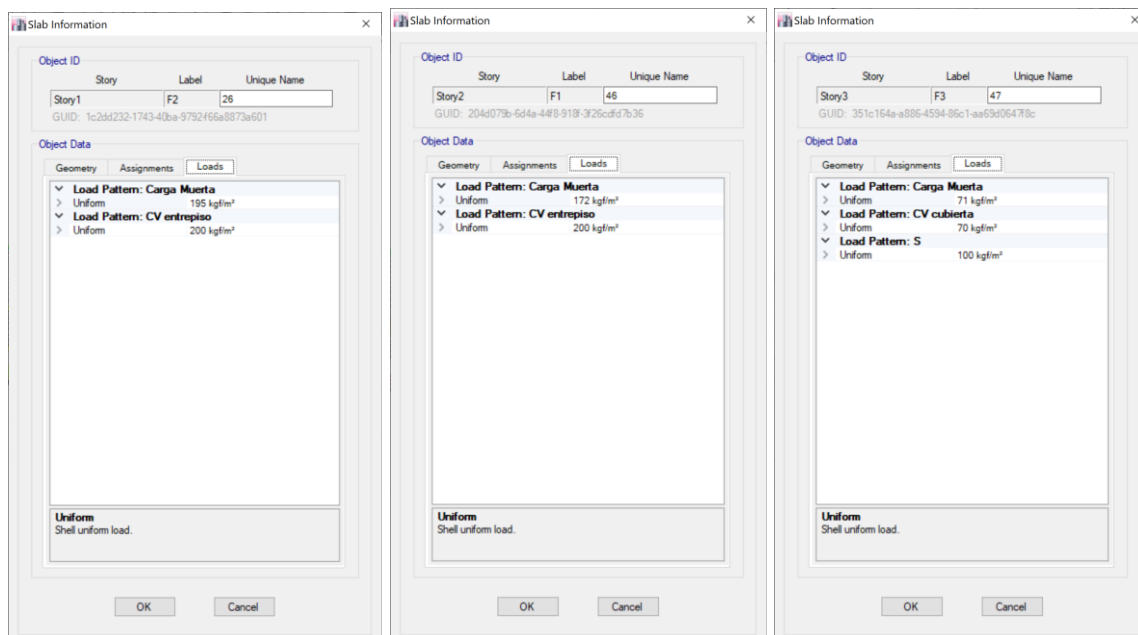 Slab Information
Object ID
Story Label Unique Name
Story1 F2 26
GUID: 1c2dd232-1743-40ba-9792-f66a8873a601
Object Data
Geometry Assignments Loads
Load Pattern: Carga Muerta
Uniform 195 kgf/m²
Load Pattern: CV entrepiso
Uniform 200 kgf/m²
Uniform
Shell uniform load.
OK Cancel
Slab Information
Object ID
Story Label Unique Name
Story2 F1 46
GUID: 204d079b-6d4a-44f8-918f-3f26cdfd7b36
Object Data
Geometry Assignments Loads
Load Pattern: Carga Muerta
Uniform 172 kgf/m²
Load Pattern: CV entrepiso
Uniform 200 kgf/m²
Uniform
Shell uniform load.
OK Cancel
Slab Information
Object ID
Story Label Unique Name
Story3 F3 47
GUID: 351c164a-a886-4594-86c1-aa69d0647f8c
Object Data
Geometry Assignments Loads
Load Pattern: Carga Muerta
Uniform 71 kgf/m²
Load Pattern: CV cubierta
Uniform 70 kgf/m²
Load Pattern: S
Uniform 100 kgf/m²
Uniform
Shell uniform load.
OK Cancel